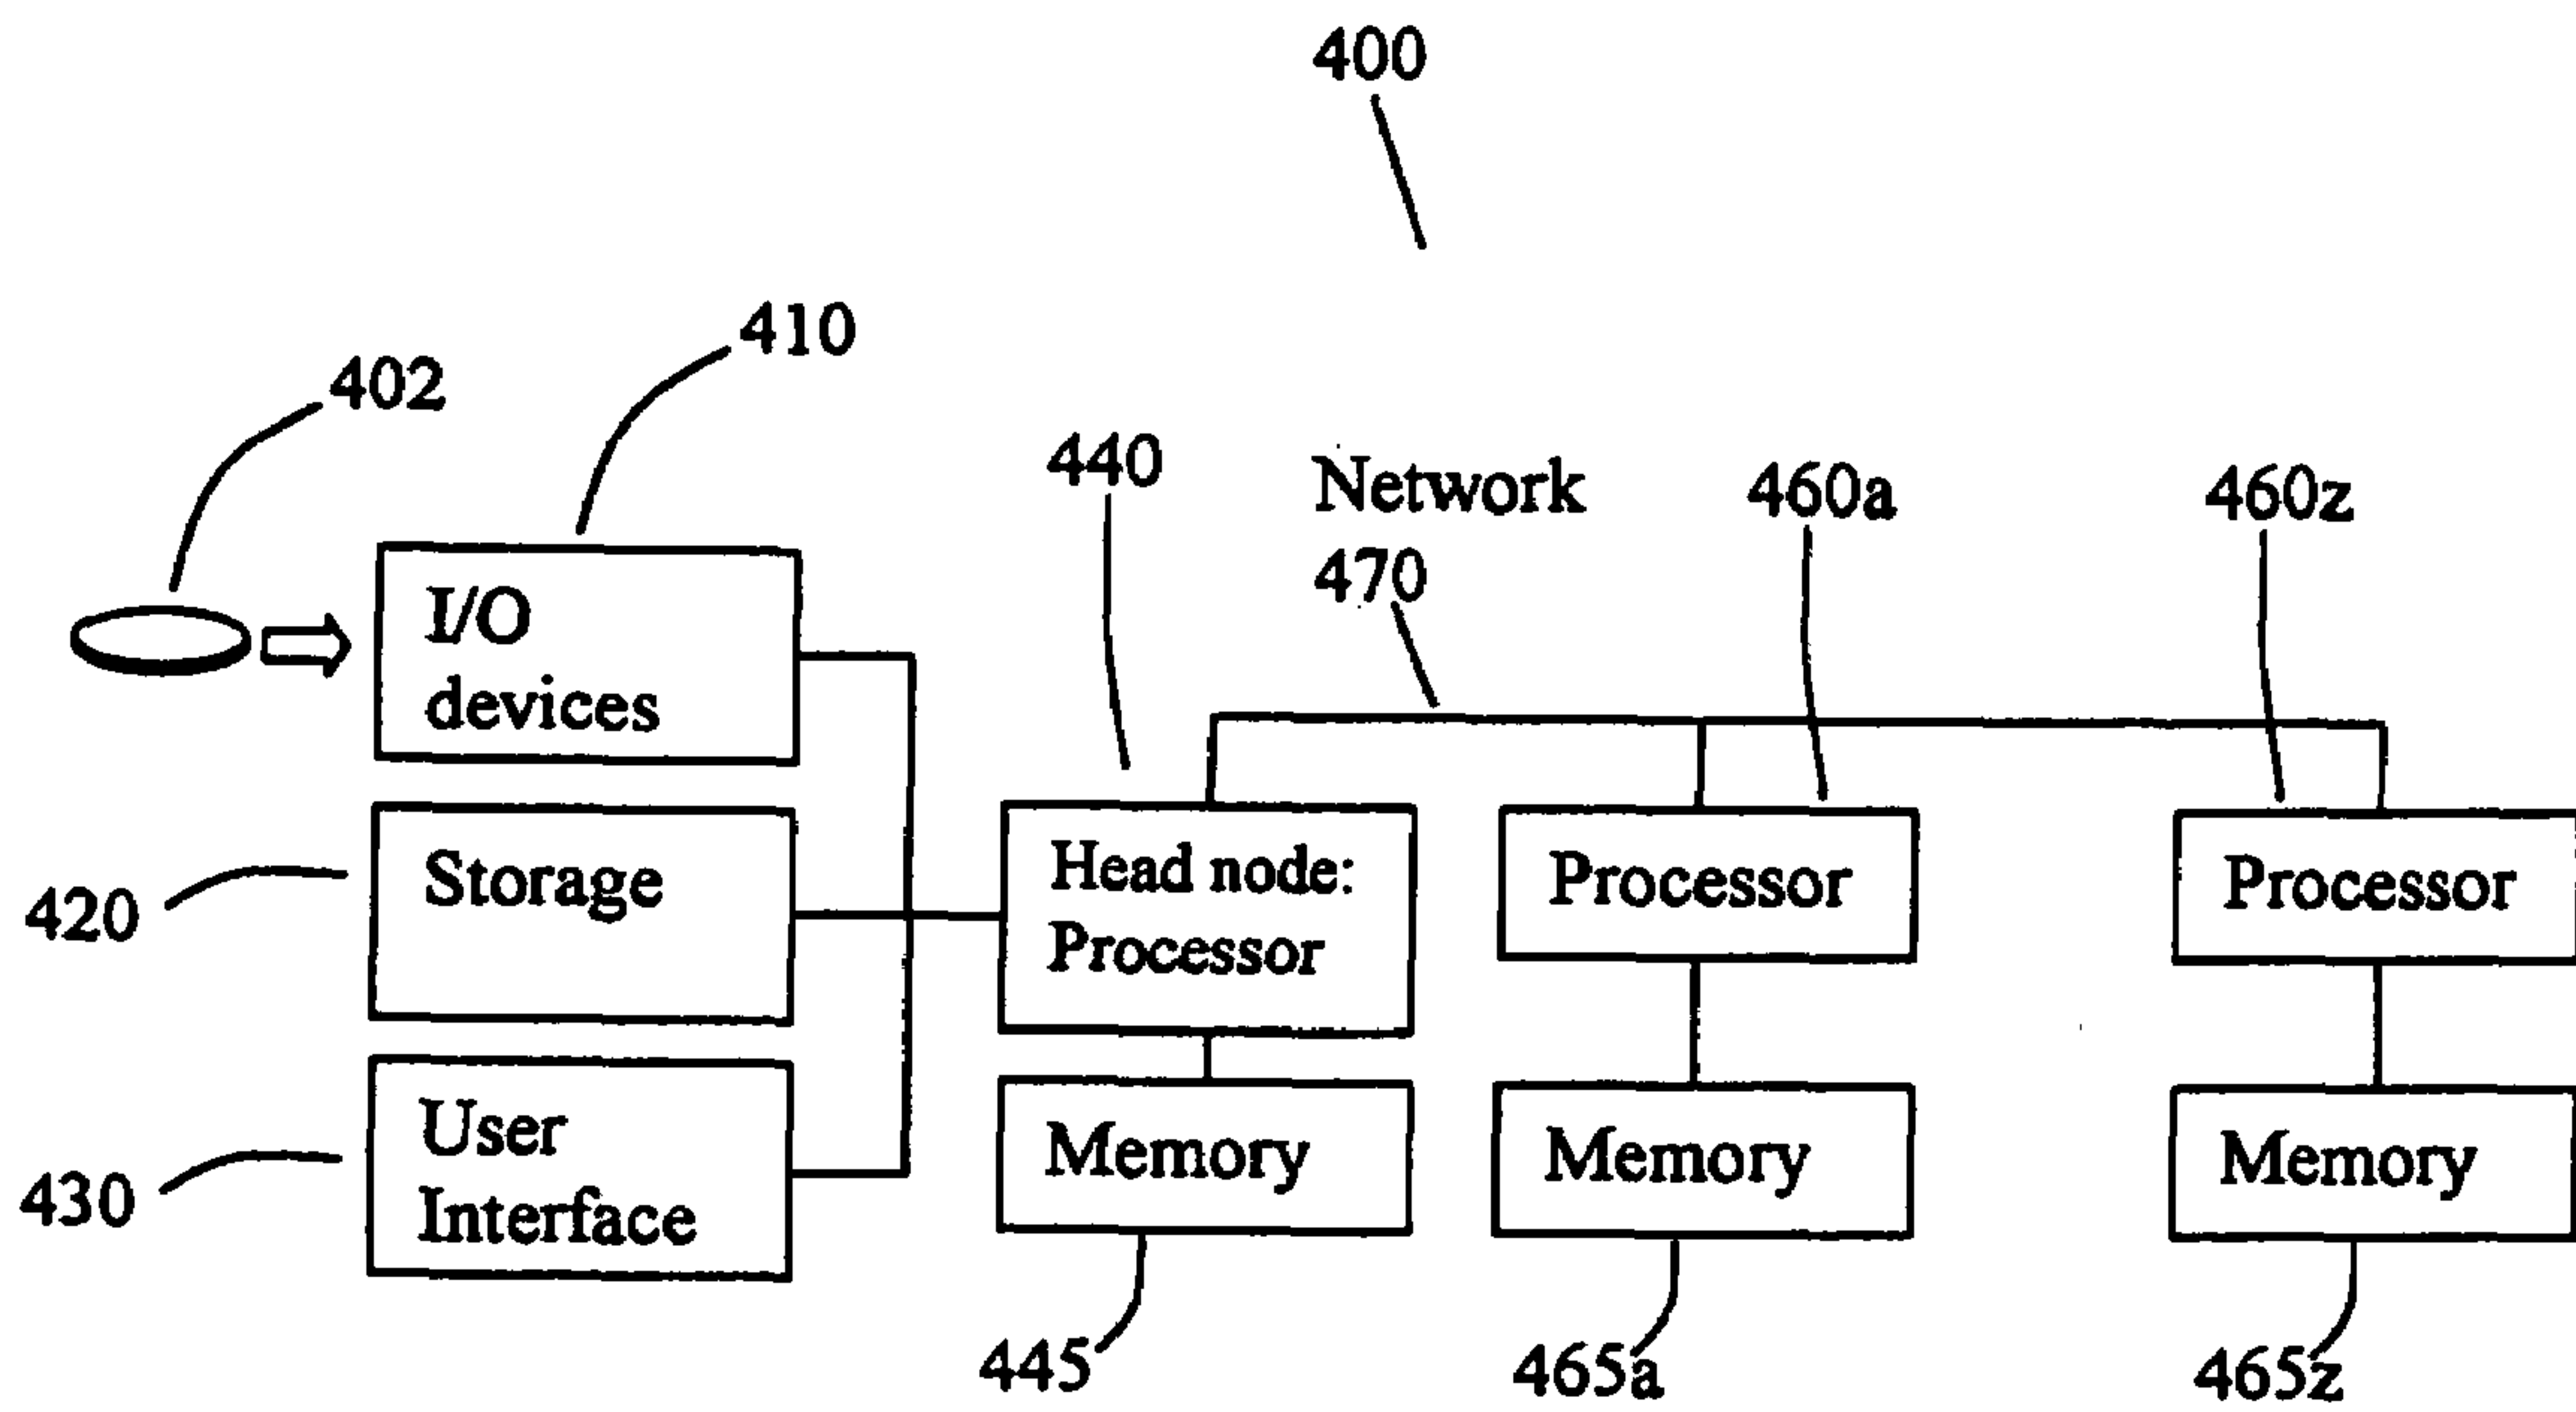 400
410
402
440
Network
470
460a
460z
I/O
devices
Storage
420
Head node:
Processor
Processor
Processor
User
Interface
430
Memory
Memory
Memory
445
465a
465z